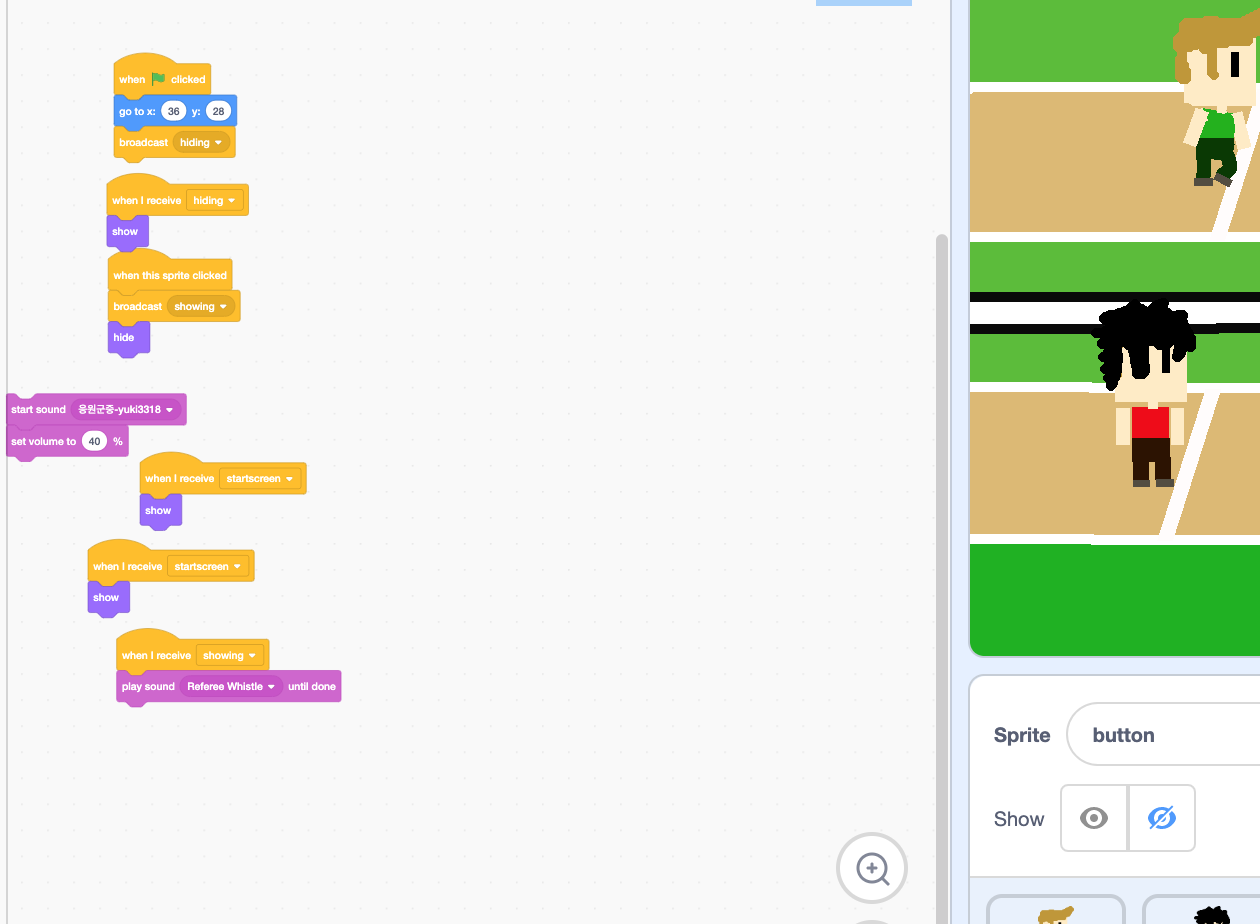 when clicked
go to x: 36 y: 28
broadcast hiding
when I receive hiding
show
when this sprite clicked
broadcast showing
hide
start sound 응원군중-yuki3318
set volume to 40 %
when I receive startscreen
show
when I receive startscreen
show
when I receive showing
play sound Referee Whistle until done
Sprite button
Show